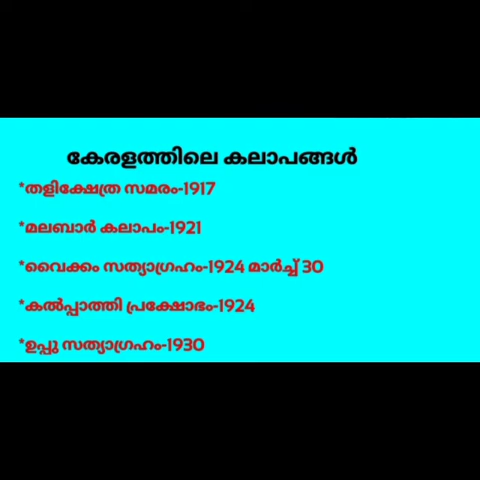 കേരളത്തിലെ കലാപങ്ങൾ
*തളിക്ഷേത്ര സമരം-1917
*മലബാർ കലാപം-1921
*വൈക്കം സത്യാഗ്രഹം-1924 മാർച്ച് 30
*കൽപ്പാത്തി പ്രക്ഷോഭം-1924
*ഉപ്പു സത്യാഗ്രഹം-1930